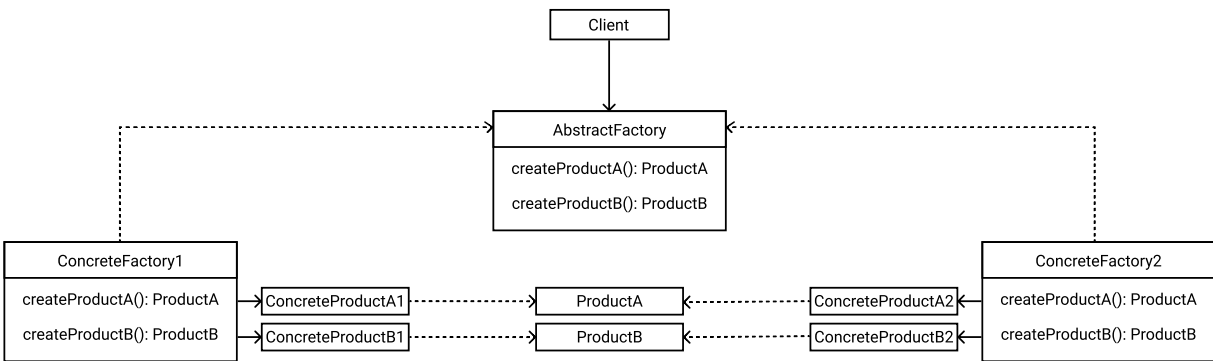 Client
AbstractFactory
createProductA(): ProductA
createProductB(): ProductB
ConcreteFactory1
createProductA(): ProductA
createProductB(): ProductB
ConcreteProductA1
ConcreteProductB1
ProductA
ProductB
ConcreteProductA2
ConcreteProductB2
ConcreteFactory2
createProductA(): ProductA
createProductB(): ProductB